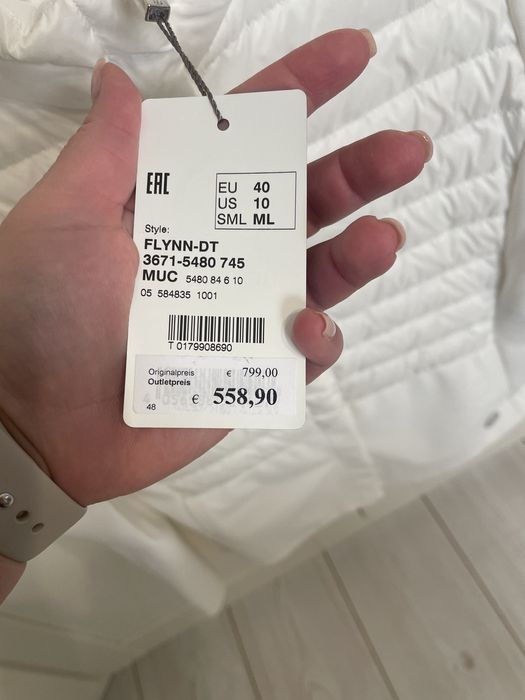 EAC
EU 40
US 10
SML ML
Style:
FLYNN-DT
3671-5480 745
MUC 5480 84 6 10
05 584835 1001
T 0179908690
Originalpreis € 799,00
Outletpreis
€ 558,90
48